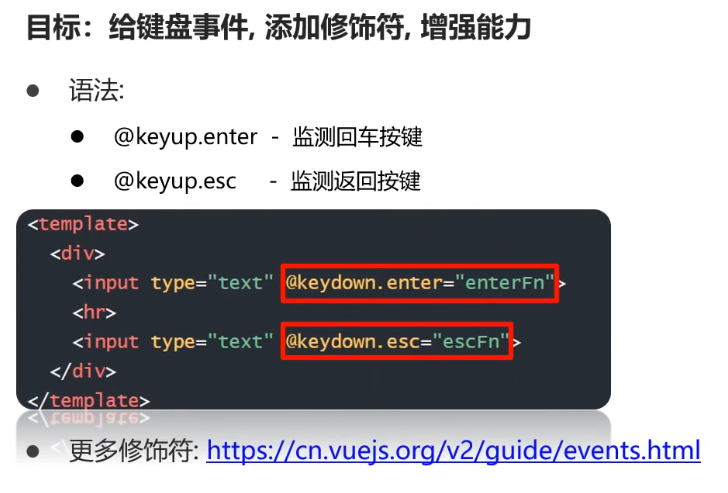 目标：给键盘事件, 添加修饰符, 增强能力
语法:
@keyup.enter - 监测回车按键
@keyup.esc - 监测返回按键
<template>
<div>
<input type="text" @keydown.enter="enterFn">
<hr>
<input type="text" @keydown.esc="escFn">
</div>
</template>
更多修饰符: https://cn.vuejs.org/v2/guide/events.html